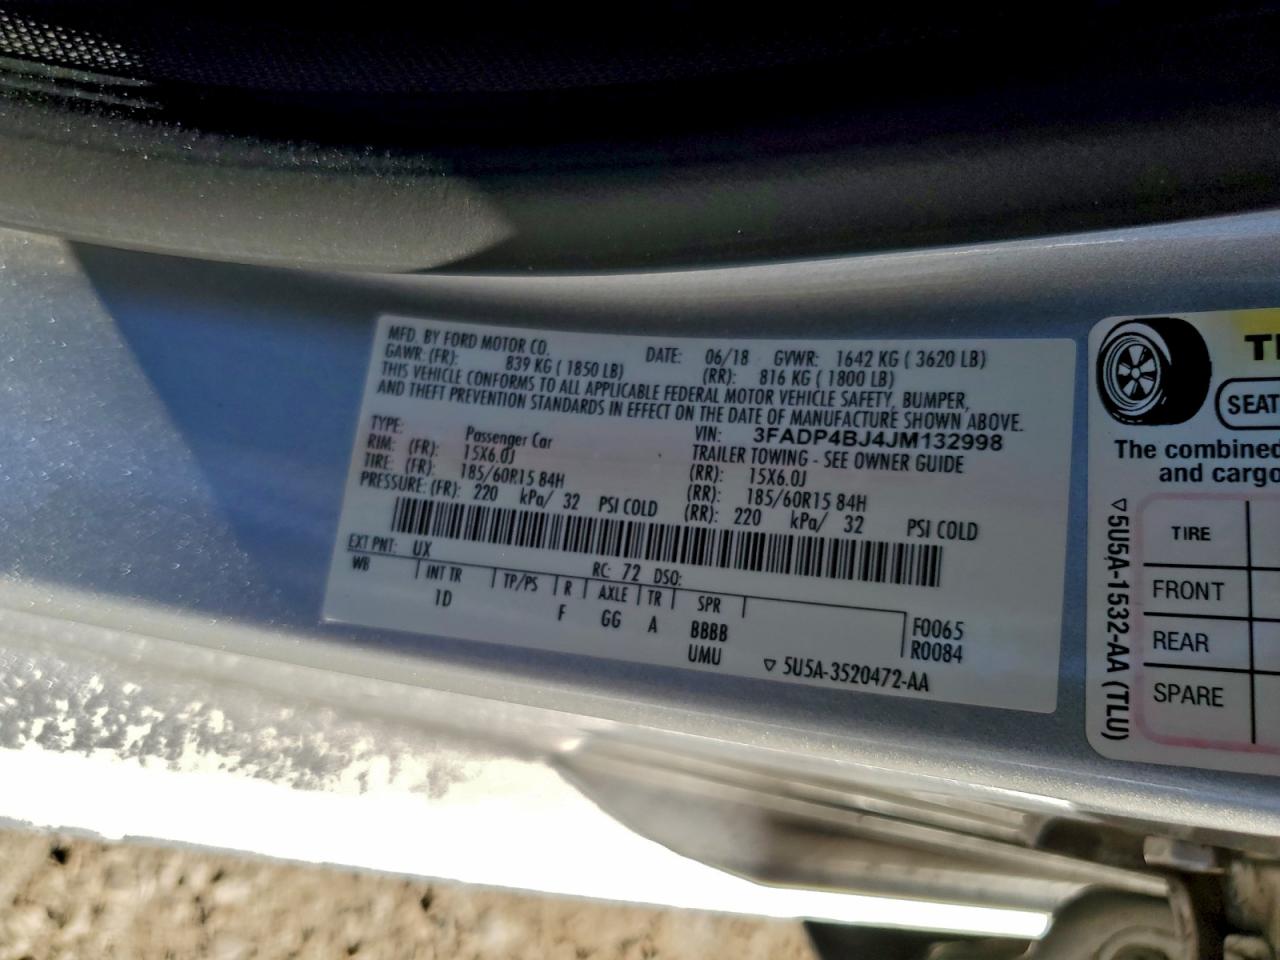 MFD. BY FORD MOTOR CO. DATE: 06/18 GVWR: 1642 KG ( 3620 LB)
GAWR: (FR): 839 KG ( 1850 LB) (RR): 816 KG ( 1800 LB)
THIS VEHICLE CONFORMS TO ALL APPLICABLE FEDERAL MOTOR VEHICLE SAFETY, BUMPER,
AND THEFT PREVENTION STANDARDS IN EFFECT ON THE DATE OF MANUFACTURE SHOWN ABOVE.
VIN: 3FADP4BJ4JM132998
TYPE: Passenger Car TRAILER TOWING - SEE OWNER GUIDE
RIM: (FR): 15X6.0J (RR): 15X6.0J
TIRE: (FR): 185/60R15 84H (RR): 185/60R15 84H
PRESSURE: (FR): 220 kPa/ 32 PSI COLD (RR): 220 kPa/ 32 PSI COLD
EXT PNT: UX RC: 72 DSO:
WB INT TR TP/PS R AXLE TR SPR
1D F GG A BBBB F0065
UMU R0084
▽ 5U5A-3520472-AA
SEAT
The combined
and cargo
TIRE
FRONT
REAR
SPARE
▽5U5A-1532-AA (TLU)